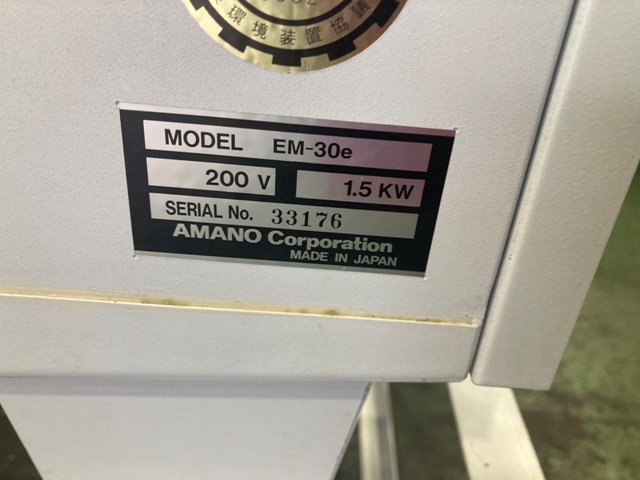 環境装置協
MODEL EM-30e
200 V 1.5 KW
SERIAL No. 33176
AMANO Corporation
MADE IN JAPAN